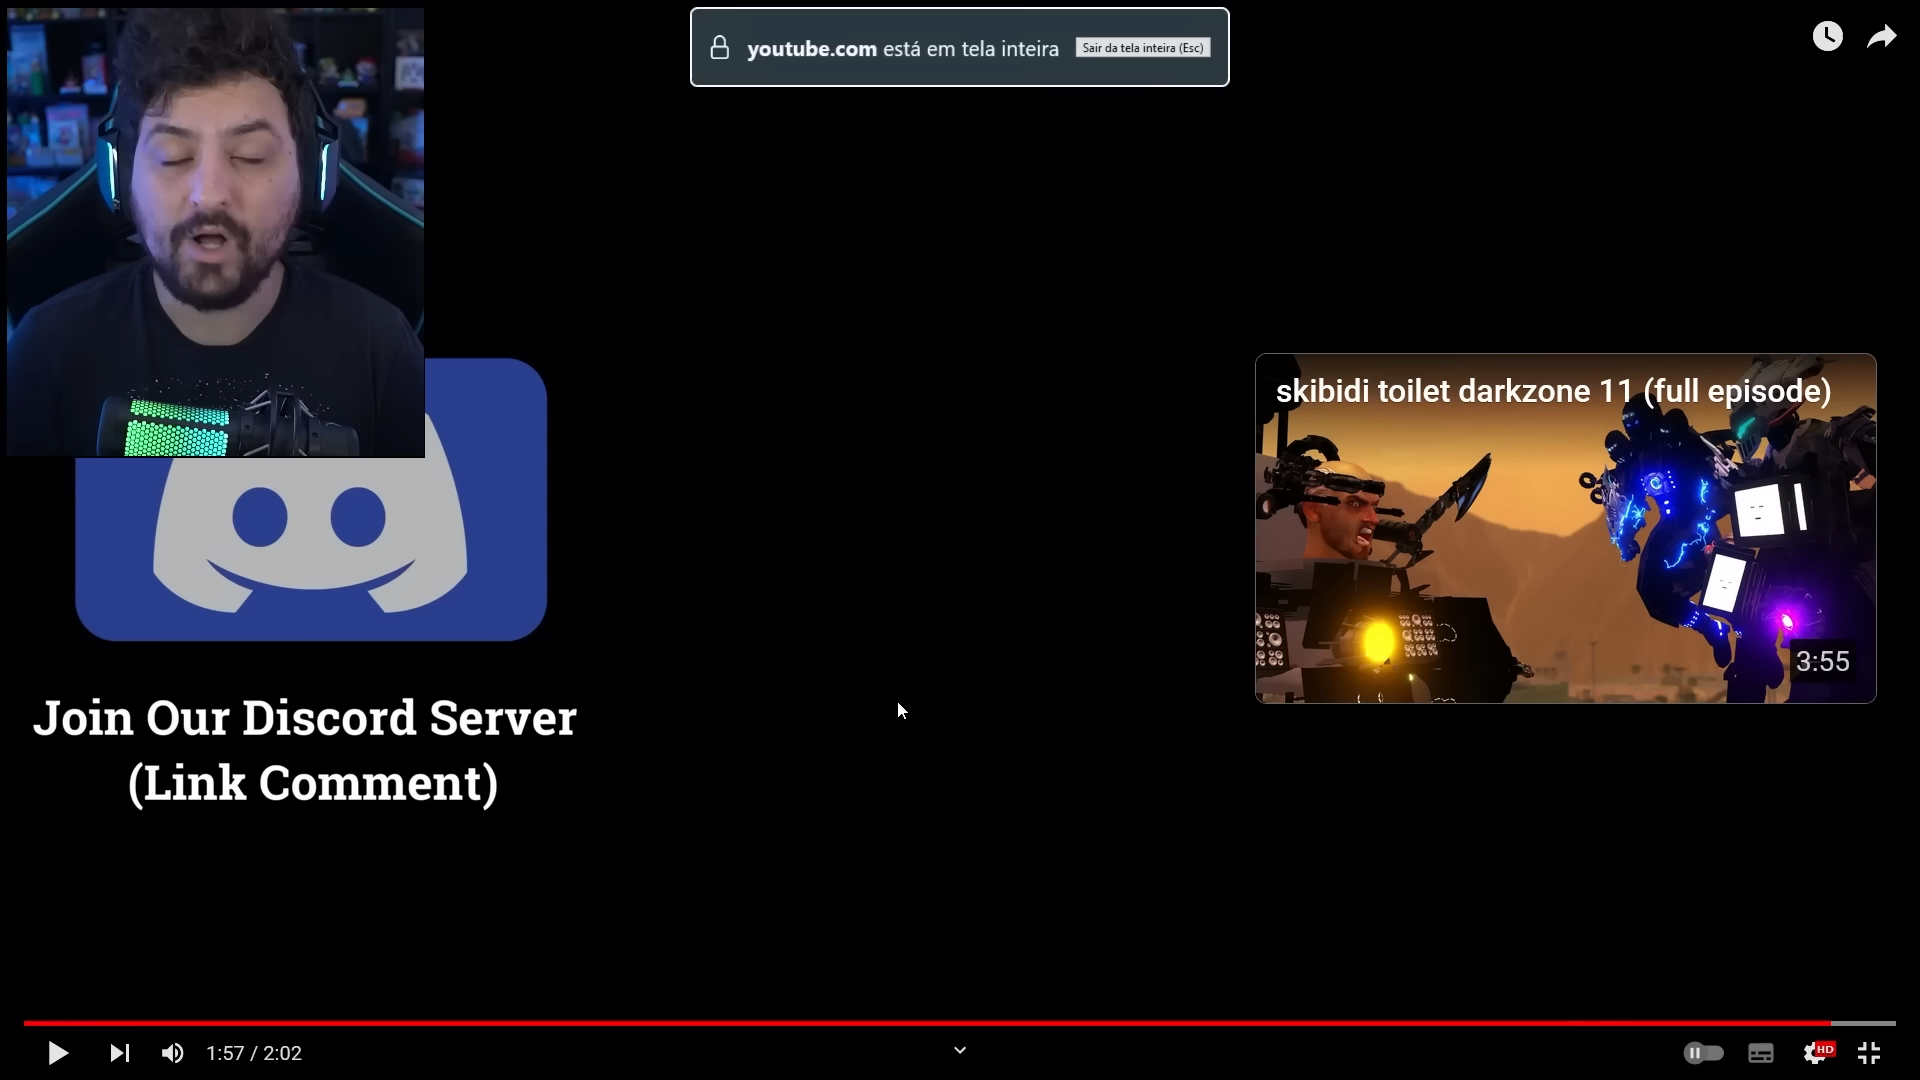 youtube.com está em tela inteira
Sair da tela inteira (Esc)
skibidi toilet darkzone 11 (full episode)
3:55
Join Our Discord Server
(Link Comment)
1:57 / 2:02
HD